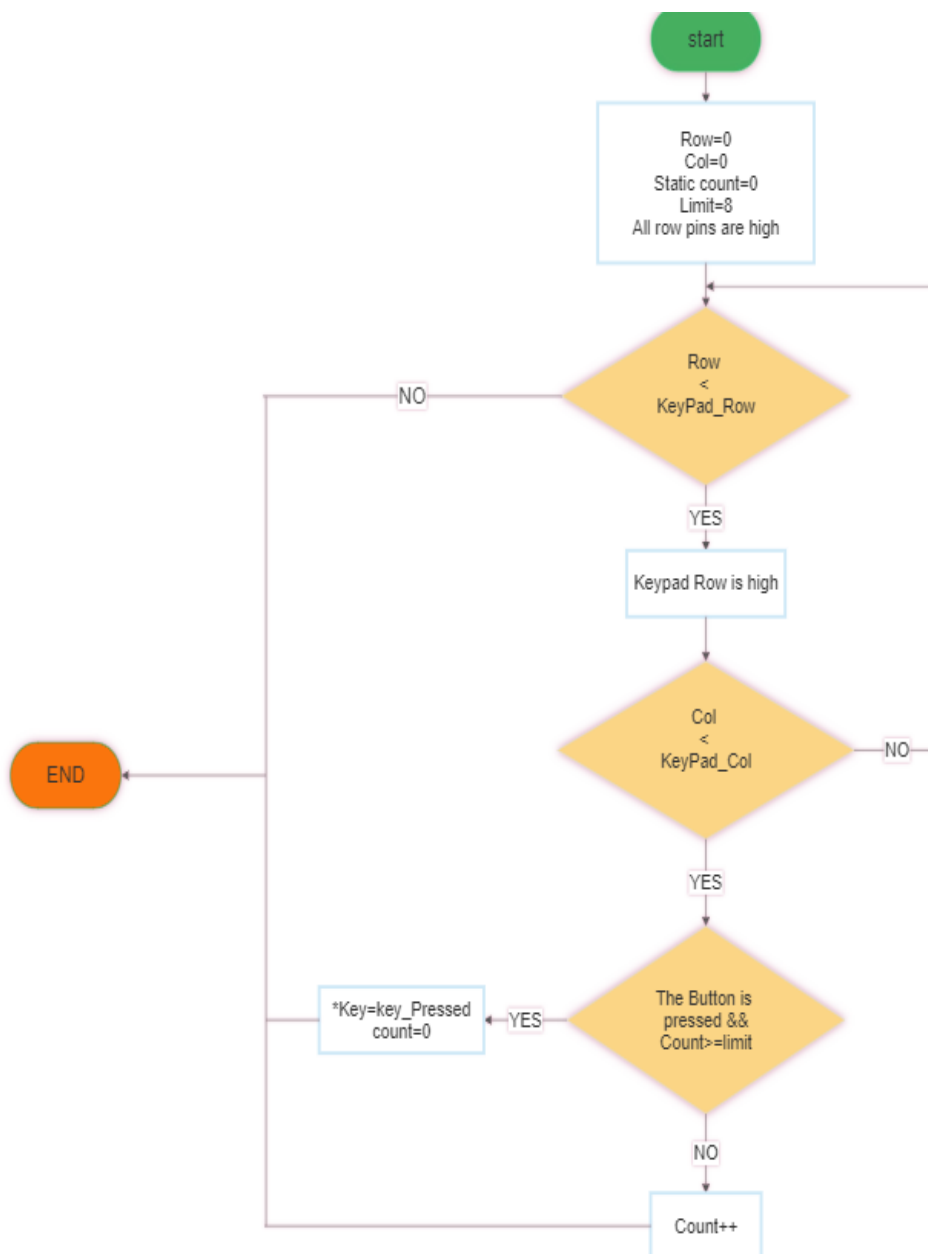 start
Row=0
Col=0
Static count=0
Limit=8
All row pins are high
Row
<
KeyPad_Row
NO
YES
Keypad Row is high
Col
<
KeyPad_Col
NO
END
YES
The Button is
pressed &&
Count>=limit
YES
*Key=key_Pressed
count=0
NO
Count++